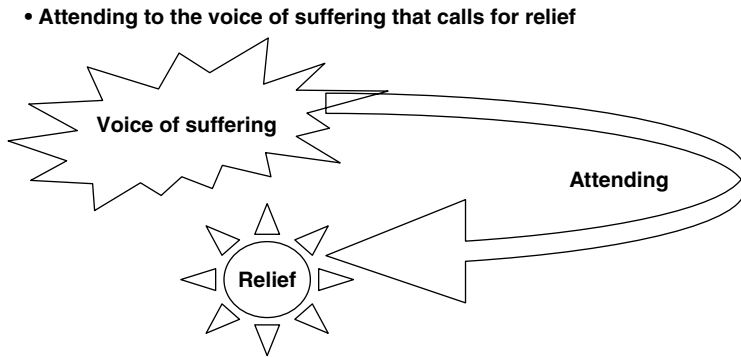 • Attending to the voice of suffering that calls for relief
Voice of suffering
Attending
Relief